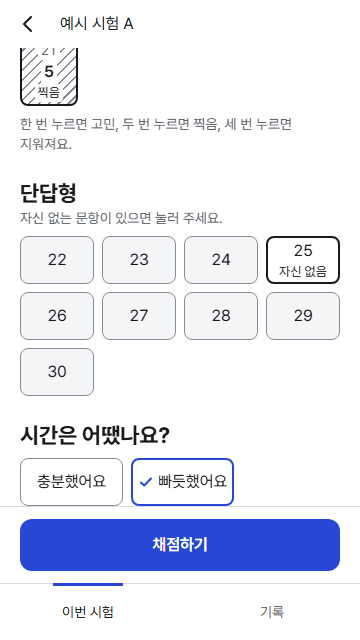 예시 시험 A
21
5
찍음
한 번 누르면 고민, 두 번 누르면 찍음, 세 번 누르면
지워져요.
단답형
자신 없는 문항이 있으면 눌러 주세요.
22 23 24 25
자신 없음
26 27 28 29
30
시간은 어땠나요?
충분했어요 빠듯했어요
채점하기
이번 시험 기록